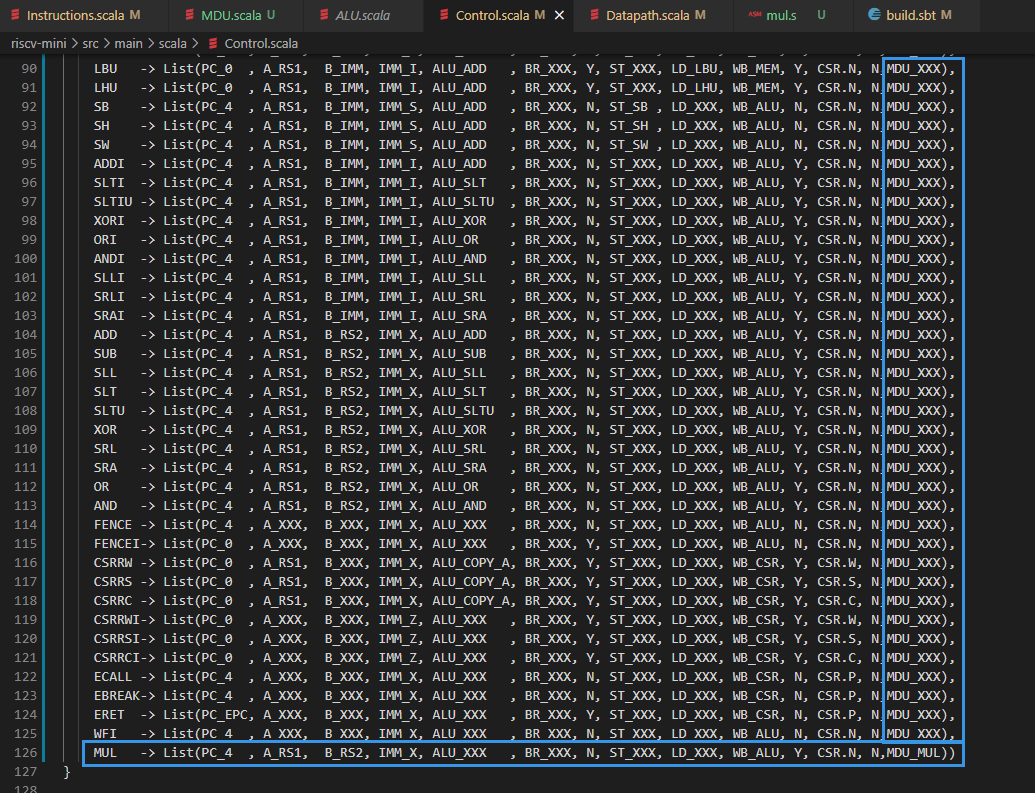 Instructions.scala M MDU.scala U ALU.scala Control.scala M × Datapath.scala M ASM mul.s U build.sbt M
riscv-mini > src > main > scala > Control.scala
90 LBU -> List(PC_0 , A_RS1, B_IMM, IMM_I, ALU_ADD , BR_XXX, Y, ST_XXX, LD_LBU, WB_MEM, Y, CSR.N, N,MDU_XXX),
91 LHU -> List(PC_0 , A_RS1, B_IMM, IMM_I, ALU_ADD , BR_XXX, Y, ST_XXX, LD_LHU, WB_MEM, Y, CSR.N, N,MDU_XXX),
92 SB -> List(PC_4 , A_RS1, B_IMM, IMM_S, ALU_ADD , BR_XXX, N, ST_SB , LD_XXX, WB_ALU, N, CSR.N, N,MDU_XXX),
93 SH -> List(PC_4 , A_RS1, B_IMM, IMM_S, ALU_ADD , BR_XXX, N, ST_SH , LD_XXX, WB_ALU, N, CSR.N, N,MDU_XXX),
94 SW -> List(PC_4 , A_RS1, B_IMM, IMM_S, ALU_ADD , BR_XXX, N, ST_SW , LD_XXX, WB_ALU, N, CSR.N, N,MDU_XXX),
95 ADDI -> List(PC_4 , A_RS1, B_IMM, IMM_I, ALU_ADD , BR_XXX, N, ST_XXX, LD_XXX, WB_ALU, Y, CSR.N, N,MDU_XXX),
96 SLTI -> List(PC_4 , A_RS1, B_IMM, IMM_I, ALU_SLT , BR_XXX, N, ST_XXX, LD_XXX, WB_ALU, Y, CSR.N, N,MDU_XXX),
97 SLTIU -> List(PC_4 , A_RS1, B_IMM, IMM_I, ALU_SLTU , BR_XXX, N, ST_XXX, LD_XXX, WB_ALU, Y, CSR.N, N,MDU_XXX),
98 XORI -> List(PC_4 , A_RS1, B_IMM, IMM_I, ALU_XOR , BR_XXX, N, ST_XXX, LD_XXX, WB_ALU, Y, CSR.N, N,MDU_XXX),
99 ORI -> List(PC_4 , A_RS1, B_IMM, IMM_I, ALU_OR , BR_XXX, N, ST_XXX, LD_XXX, WB_ALU, Y, CSR.N, N,MDU_XXX),
100 ANDI -> List(PC_4 , A_RS1, B_IMM, IMM_I, ALU_AND , BR_XXX, N, ST_XXX, LD_XXX, WB_ALU, Y, CSR.N, N,MDU_XXX),
101 SLLI -> List(PC_4 , A_RS1, B_IMM, IMM_I, ALU_SLL , BR_XXX, N, ST_XXX, LD_XXX, WB_ALU, Y, CSR.N, N,MDU_XXX),
102 SRLI -> List(PC_4 , A_RS1, B_IMM, IMM_I, ALU_SRL , BR_XXX, N, ST_XXX, LD_XXX, WB_ALU, Y, CSR.N, N,MDU_XXX),
103 SRAI -> List(PC_4 , A_RS1, B_IMM, IMM_I, ALU_SRA , BR_XXX, N, ST_XXX, LD_XXX, WB_ALU, Y, CSR.N, N,MDU_XXX),
104 ADD -> List(PC_4 , A_RS1, B_RS2, IMM_X, ALU_ADD , BR_XXX, N, ST_XXX, LD_XXX, WB_ALU, Y, CSR.N, N,MDU_XXX),
105 SUB -> List(PC_4 , A_RS1, B_RS2, IMM_X, ALU_SUB , BR_XXX, N, ST_XXX, LD_XXX, WB_ALU, Y, CSR.N, N,MDU_XXX),
106 SLL -> List(PC_4 , A_RS1, B_RS2, IMM_X, ALU_SLL , BR_XXX, N, ST_XXX, LD_XXX, WB_ALU, Y, CSR.N, N,MDU_XXX),
107 SLT -> List(PC_4 , A_RS1, B_RS2, IMM_X, ALU_SLT , BR_XXX, N, ST_XXX, LD_XXX, WB_ALU, Y, CSR.N, N,MDU_XXX),
108 SLTU -> List(PC_4 , A_RS1, B_RS2, IMM_X, ALU_SLTU , BR_XXX, N, ST_XXX, LD_XXX, WB_ALU, Y, CSR.N, N,MDU_XXX),
109 XOR -> List(PC_4 , A_RS1, B_RS2, IMM_X, ALU_XOR , BR_XXX, N, ST_XXX, LD_XXX, WB_ALU, Y, CSR.N, N,MDU_XXX),
110 SRL -> List(PC_4 , A_RS1, B_RS2, IMM_X, ALU_SRL , BR_XXX, N, ST_XXX, LD_XXX, WB_ALU, Y, CSR.N, N,MDU_XXX),
111 SRA -> List(PC_4 , A_RS1, B_RS2, IMM_X, ALU_SRA , BR_XXX, N, ST_XXX, LD_XXX, WB_ALU, Y, CSR.N, N,MDU_XXX),
112 OR -> List(PC_4 , A_RS1, B_RS2, IMM_X, ALU_OR , BR_XXX, N, ST_XXX, LD_XXX, WB_ALU, Y, CSR.N, N,MDU_XXX),
113 AND -> List(PC_4 , A_RS1, B_RS2, IMM_X, ALU_AND , BR_XXX, N, ST_XXX, LD_XXX, WB_ALU, Y, CSR.N, N,MDU_XXX),
114 FENCE -> List(PC_4 , A_XXX, B_XXX, IMM_X, ALU_XXX , BR_XXX, N, ST_XXX, LD_XXX, WB_ALU, N, CSR.N, N,MDU_XXX),
115 FENCEI-> List(PC_0 , A_XXX, B_XXX, IMM_X, ALU_XXX , BR_XXX, Y, ST_XXX, LD_XXX, WB_ALU, N, CSR.N, N,MDU_XXX),
116 CSRRW -> List(PC_0 , A_RS1, B_XXX, IMM_X, ALU_COPY_A, BR_XXX, Y, ST_XXX, LD_XXX, WB_CSR, Y, CSR.W, N,MDU_XXX),
117 CSRRS -> List(PC_0 , A_RS1, B_XXX, IMM_X, ALU_COPY_A, BR_XXX, Y, ST_XXX, LD_XXX, WB_CSR, Y, CSR.S, N,MDU_XXX),
118 CSRRC -> List(PC_0 , A_RS1, B_XXX, IMM_X, ALU_COPY_A, BR_XXX, Y, ST_XXX, LD_XXX, WB_CSR, Y, CSR.C, N,MDU_XXX),
119 CSRRWI-> List(PC_0 , A_XXX, B_XXX, IMM_Z, ALU_XXX , BR_XXX, Y, ST_XXX, LD_XXX, WB_CSR, Y, CSR.W, N,MDU_XXX),
120 CSRRSI-> List(PC_0 , A_XXX, B_XXX, IMM_Z, ALU_XXX , BR_XXX, Y, ST_XXX, LD_XXX, WB_CSR, Y, CSR.S, N,MDU_XXX),
121 CSRRCI-> List(PC_0 , A_XXX, B_XXX, IMM_Z, ALU_XXX , BR_XXX, Y, ST_XXX, LD_XXX, WB_CSR, Y, CSR.C, N,MDU_XXX),
122 ECALL -> List(PC_4 , A_XXX, B_XXX, IMM_X, ALU_XXX , BR_XXX, N, ST_XXX, LD_XXX, WB_CSR, N, CSR.P, N,MDU_XXX),
123 EBREAK-> List(PC_4 , A_XXX, B_XXX, IMM_X, ALU_XXX , BR_XXX, N, ST_XXX, LD_XXX, WB_CSR, N, CSR.P, N,MDU_XXX),
124 ERET -> List(PC_EPC, A_XXX, B_XXX, IMM_X, ALU_XXX , BR_XXX, Y, ST_XXX, LD_XXX, WB_CSR, N, CSR.P, N,MDU_XXX),
125 WFI -> List(PC_4 , A_XXX, B_XXX, IMM_X, ALU_XXX , BR_XXX, N, ST_XXX, LD_XXX, WB_ALU, N, CSR.N, N,MDU_XXX),
126 MUL -> List(PC_4 , A_RS1, B_RS2, IMM_X, ALU_XXX , BR_XXX, N, ST_XXX, LD_XXX, WB_ALU, Y, CSR.N, N,MDU_MUL))
127 }
128